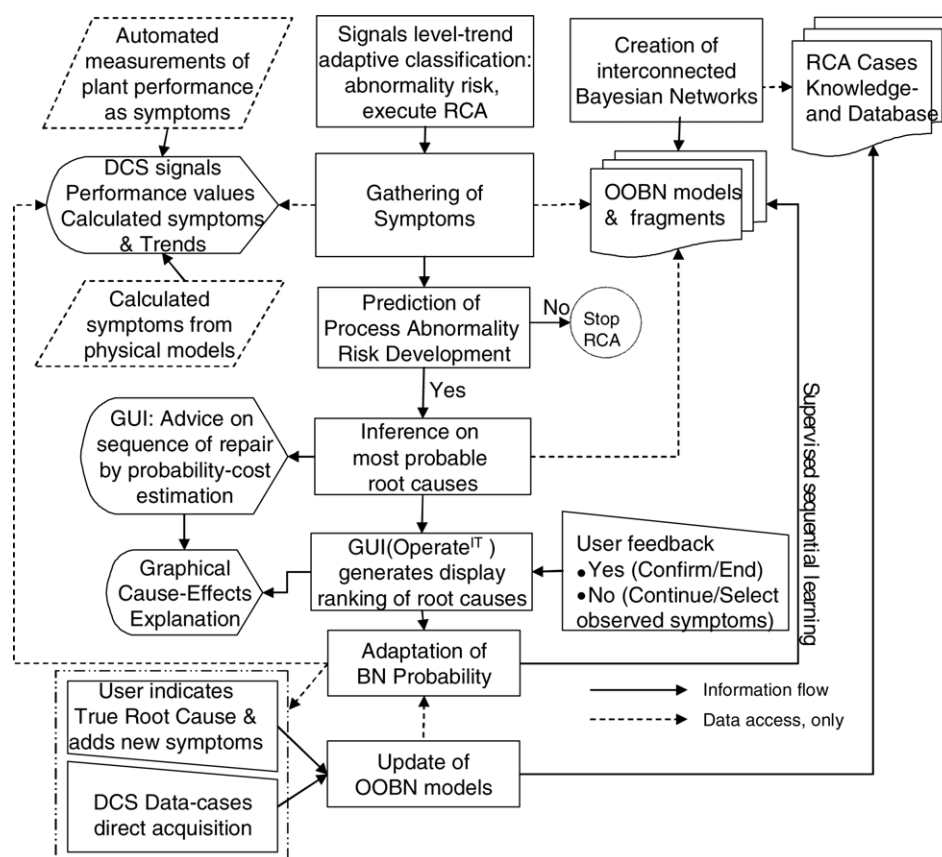 Automated
measurements of
plant performance
as symptoms
Signals level-trend
adaptive classification:
abnormality risk,
execute RCA
Creation of
interconnected
Bayesian Networks
RCA Cases
Knowledge-
and Database
DCS signals
Performance values
Calculated symptoms
& Trends
Gathering of
Symptoms
OOBN models
& fragments
Calculated
symptoms from
physical models
Prediction of
Process Abnormality
Risk Development
No
Stop
RCA
Yes
GUI: Advice on
sequence of repair
by probability-cost
estimation
Inference on
most probable
root causes
Supervised sequential learning
Graphical
Cause-Effects
Explanation
GUI(Operate^IT )
generates display
ranking of root causes
User feedback
●Yes (Confirm/End)
●No (Continue/Select
observed symptoms)
Adaptation of
BN Probability
User indicates
True Root Cause &
adds new symptoms
Information flow
Data access, only
Update of
OOBN models
DCS Data-cases
direct acquisition